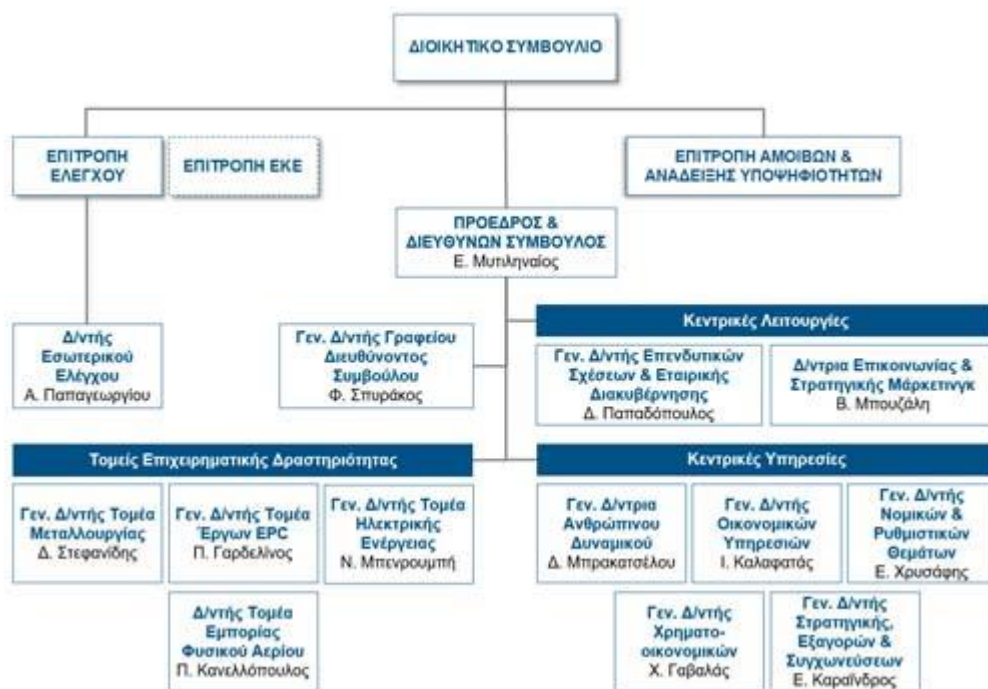 ΔΙΟΙΚΗΤΙΚΟ ΣΥΜΒΟΥΛΙΟ
ΕΠΙΤΡΟΠΗ
ΕΛΕΓΧΟΥ
ΕΠΙΤΡΟΠΗ ΕΚΕ
ΕΠΙΤΡΟΠΗ ΑΜΟΙΒΩΝ &
ΑΝΑΔΕΙΞΗΣ ΥΠΟΨΗΦΙΟΤΗΤΩΝ
ΠΡΟΕΔΡΟΣ &
ΔΙΕΥΘΥΝΩΝ ΣΥΜΒΟΥΛΟΣ
Ε. Μυτιληναίος
Δ/ντής
Εσωτερικού
Ελέγχου
Α. Παπαγεωργίου
Γεν. Δ/ντής Γραφείου
Διευθύνοντος
Συμβούλου
Φ. Σπυράκος
Κεντρικές Λειτουργίες
Γεν. Δ/ντής Επενδυτικών
Σχέσεων & Εταιρικής
Διακυβέρνησης
Δ. Παπαδόπουλος
Δ/ντρια Επικοινωνίας &
Στρατηγικής Μάρκετινγκ
Β. Μπουζάλη
Τομείς Επιχειρηματικής Δραστηριότητας
Γεν. Δ/ντής Τομέα
Μεταλλουργίας
Δ. Στεφανίδης
Γεν. Δ/ντής Τομέα
Έργων EPC
Π. Γαρδελίνος
Γεν. Δ/ντής Τομέα
Ηλεκτρικής
Ενέργειας
Ν. Μπενρουμπή
Δ/ντής Τομέα
Εμπορίας
Φυσικού Αερίου
Π. Κανελλόπουλος
Κεντρικές Υπηρεσίες
Γεν. Δ/ντρια
Ανθρώπινου
Δυναμικού
Δ. Μπρακατσέλου
Γεν. Δ/ντής
Οικονομικών
Υπηρεσιών
Ι. Καλαφατάς
Γεν. Δ/ντής
Νομικών &
Ρυθμιστικών
Θεμάτων
Ε. Χρυσάφης
Γεν. Δ/ντής
Χρηματο-
οικονομικών
Χ. Γαβαλάς
Γεν. Δ/ντής
Στρατηγικής,
Εξαγορών &
Συγχωνεύσεων
Ε. Καραΐνδρος